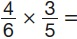 4/6 × 3/5 =